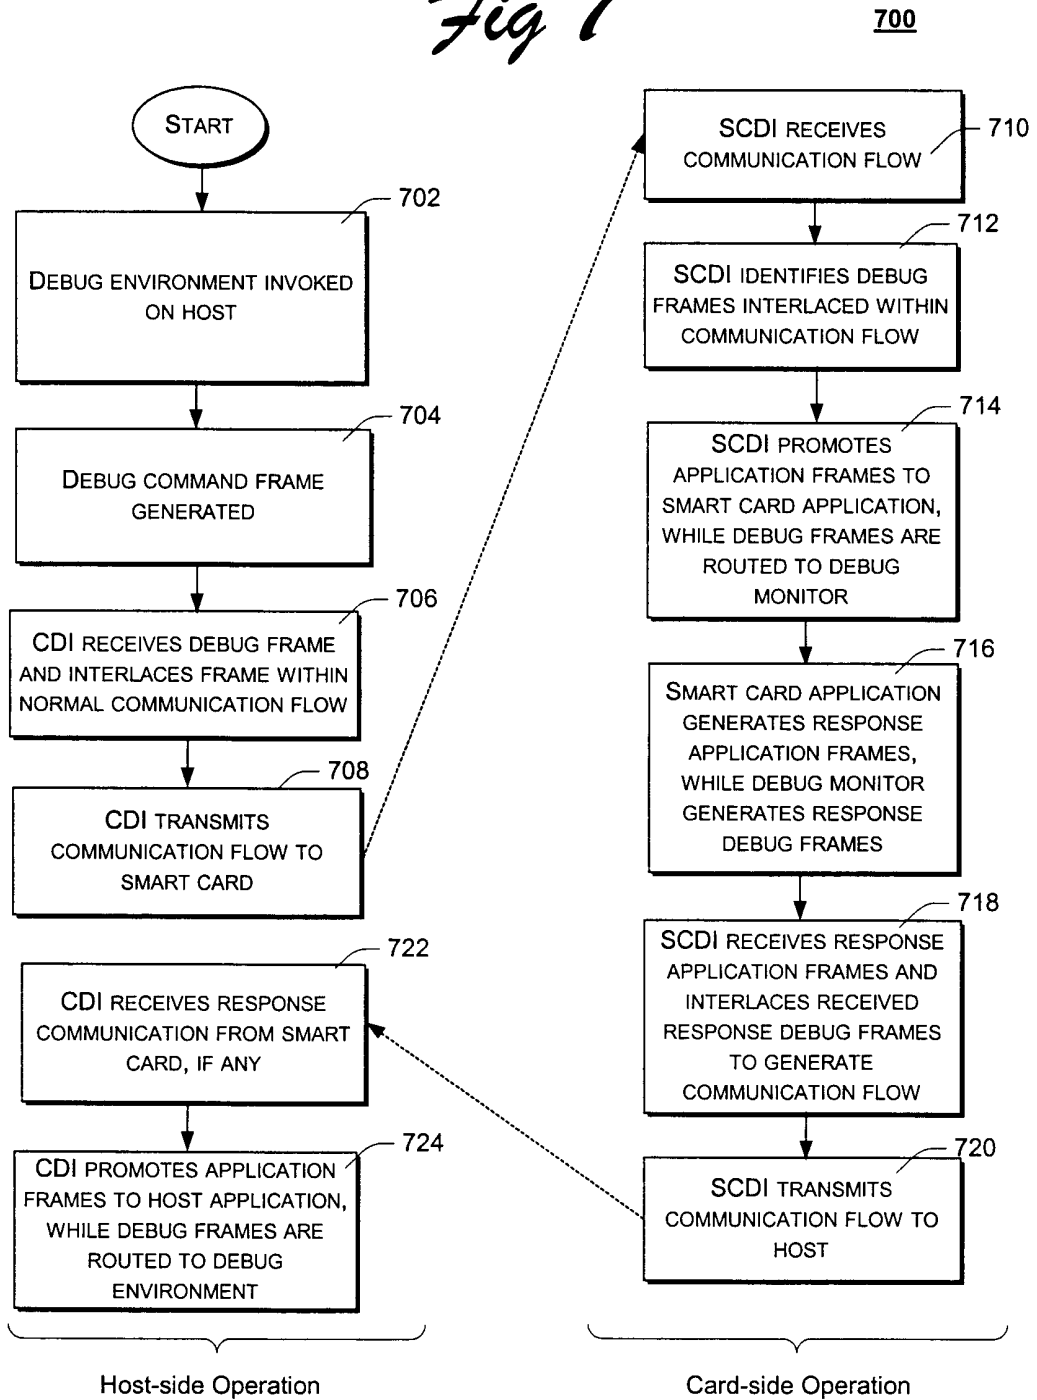 Fig 7
700
START
702
DEBUG ENVIRONMENT INVOKED
ON HOST
704
DEBUG COMMAND FRAME
GENERATED
706
CDI RECEIVES DEBUG FRAME
AND INTERLACES FRAME WITHIN
NORMAL COMMUNICATION FLOW
708
CDI TRANSMITS
COMMUNICATION FLOW TO
SMART CARD
722
CDI RECEIVES RESPONSE
COMMUNICATION FROM SMART
CARD, IF ANY
724
CDI PROMOTES APPLICATION
FRAMES TO HOST APPLICATION,
WHILE DEBUG FRAMES ARE
ROUTED TO DEBUG
ENVIRONMENT
Host-side Operation
710
SCDI RECEIVES
COMMUNICATION FLOW
712
SCDI IDENTIFIES DEBUG
FRAMES INTERLACED WITHIN
COMMUNICATION FLOW
714
SCDI PROMOTES
APPLICATION FRAMES TO
SMART CARD APPLICATION,
WHILE DEBUG FRAMES ARE
ROUTED TO DEBUG
MONITOR
716
SMART CARD APPLICATION
GENERATES RESPONSE
APPLICATION FRAMES,
WHILE DEBUG MONITOR
GENERATES RESPONSE
DEBUG FRAMES
718
SCDI RECEIVES RESPONSE
APPLICATION FRAMES AND
INTERLACES RECEIVED
RESPONSE DEBUG FRAMES
TO GENERATE
COMMUNICATION FLOW
720
SCDI TRANSMITS
COMMUNICATION FLOW TO
HOST
Card-side Operation